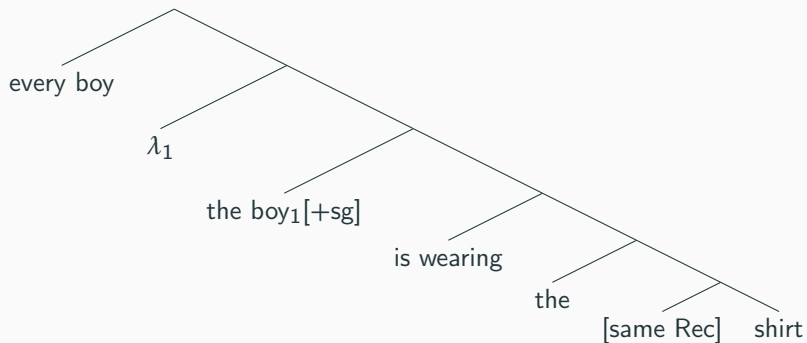 every boy
λ₁
the boy₁[+sg]
is wearing
the
[same Rec] shirt